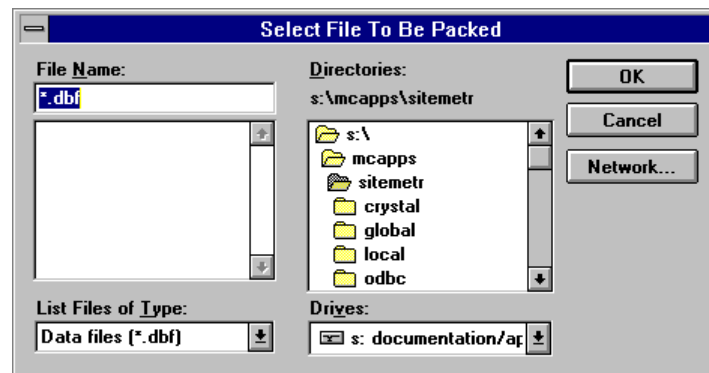 Select File To Be Packed
File Name:
*.dbf
Directories:
s:\mcapps\sitemetr
s:\
mcapps
sitemetr
crystal
global
local
odbc
OK
Cancel
Network...
List Files of Type:
Data files (*.dbf)
Drives:
s: documentation/ap